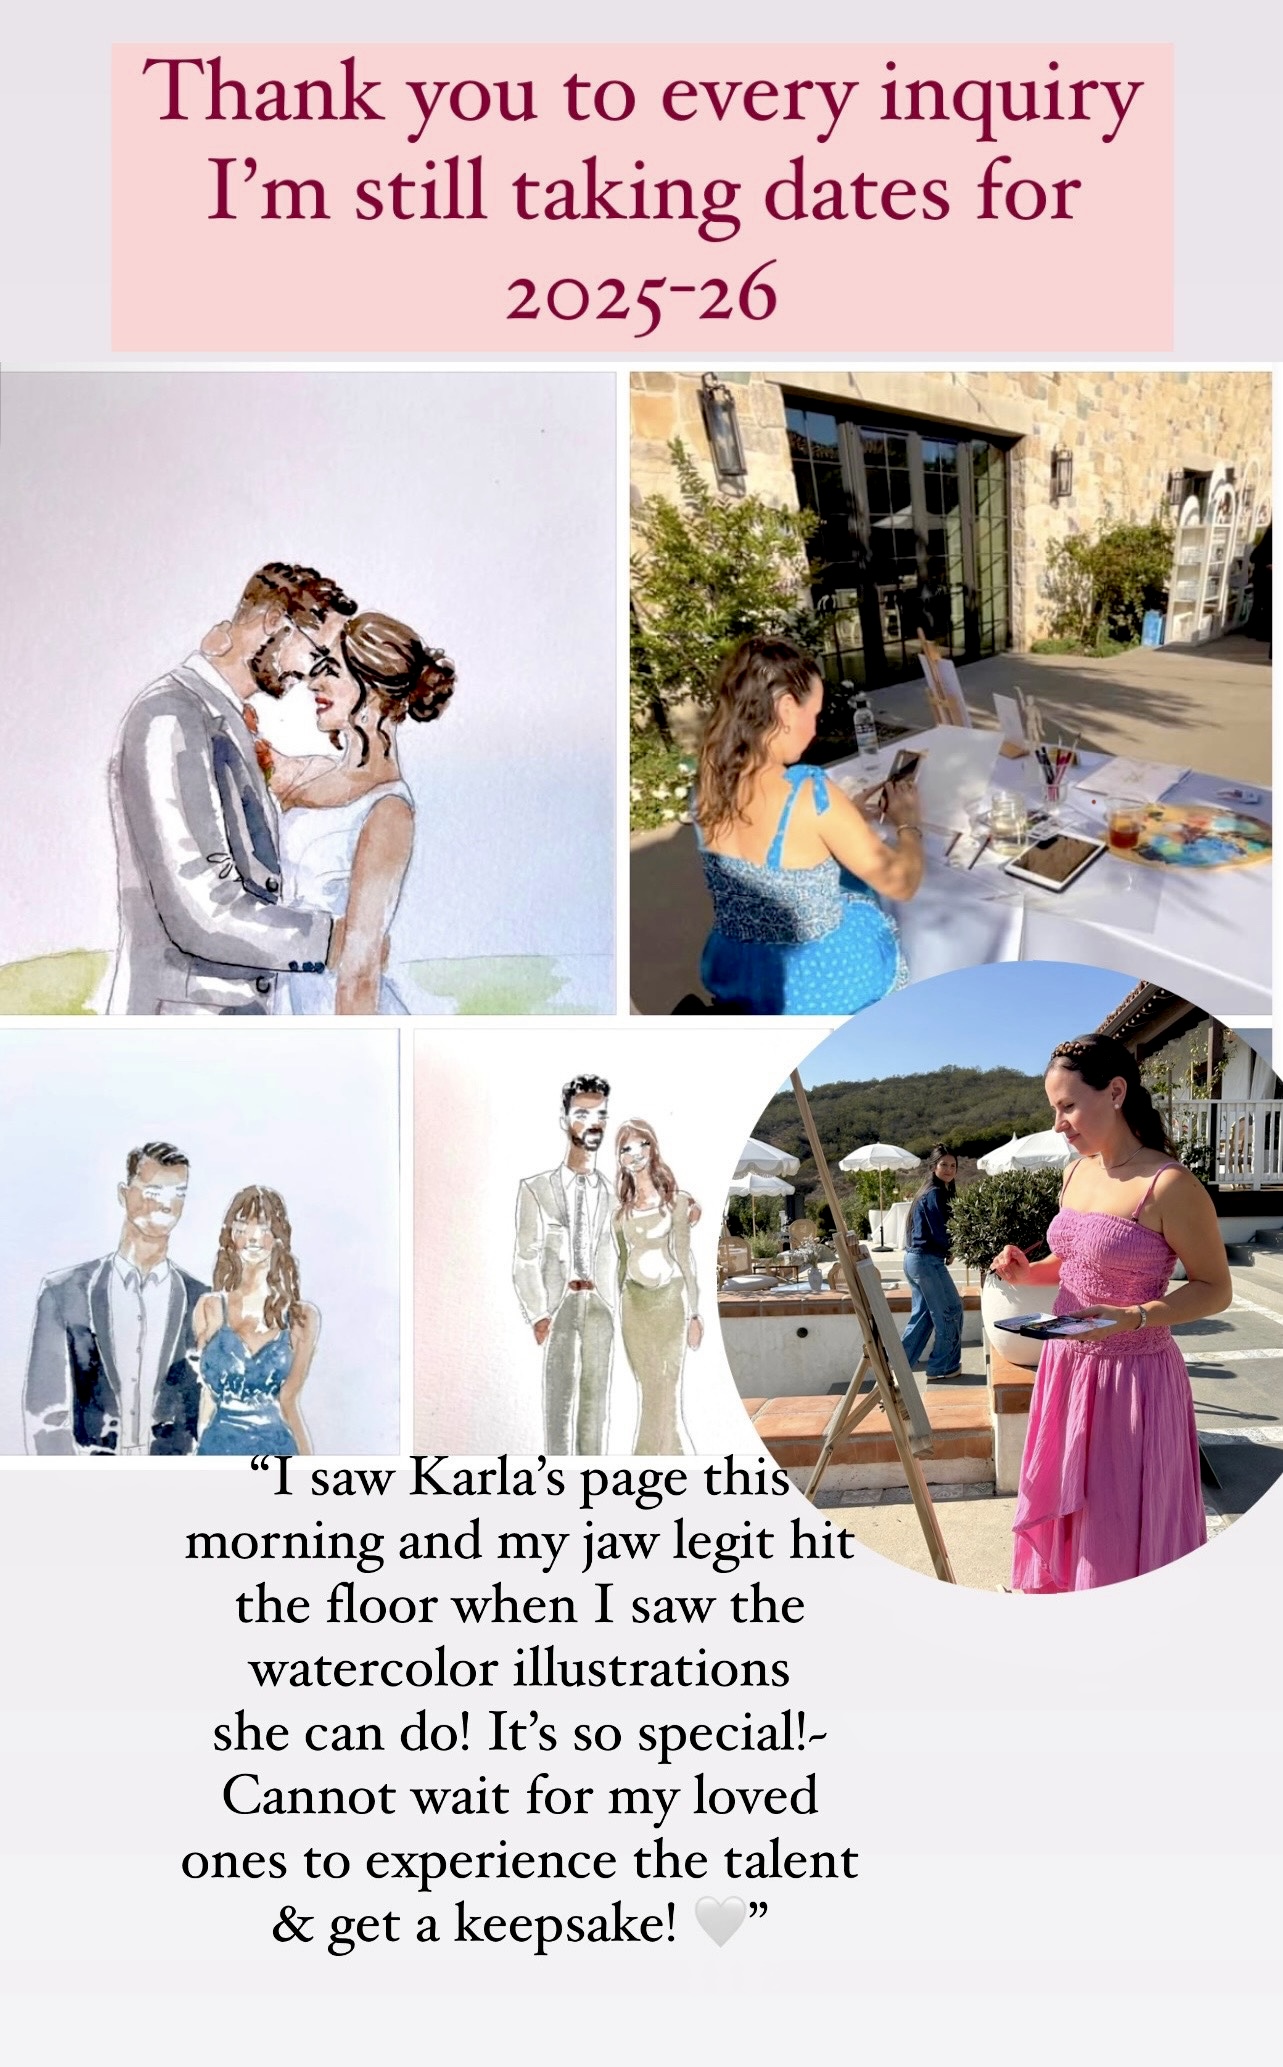 Thank you to every inquiry
I’m still taking dates for
2025-26
“I saw Karla’s page this
morning and my jaw legit hit
the floor when I saw the
watercolor illustrations
she can do! It’s so special!~
Cannot wait for my loved
ones to experience the talent
& get a keepsake! 🤍”